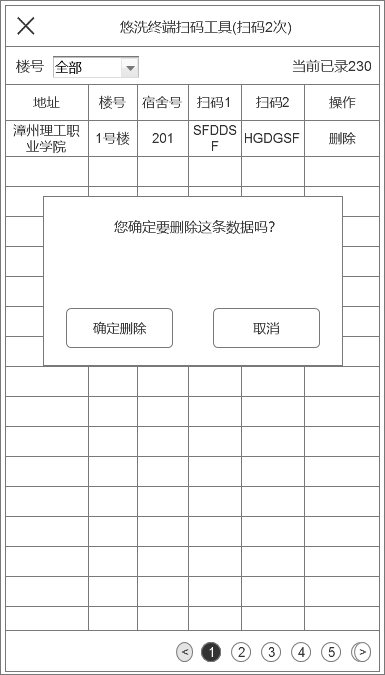 悠洗终端扫码工具(扫码2次)
楼号 全部 当前已录230
地址 楼号 宿舍号 扫码1 扫码2 操作
漳州理工职业学院 1号楼 201 SFDDSF HGDGSF 删除
您确定要删除这条数据吗?
确定删除 取消
< 1 2 3 4 5 >